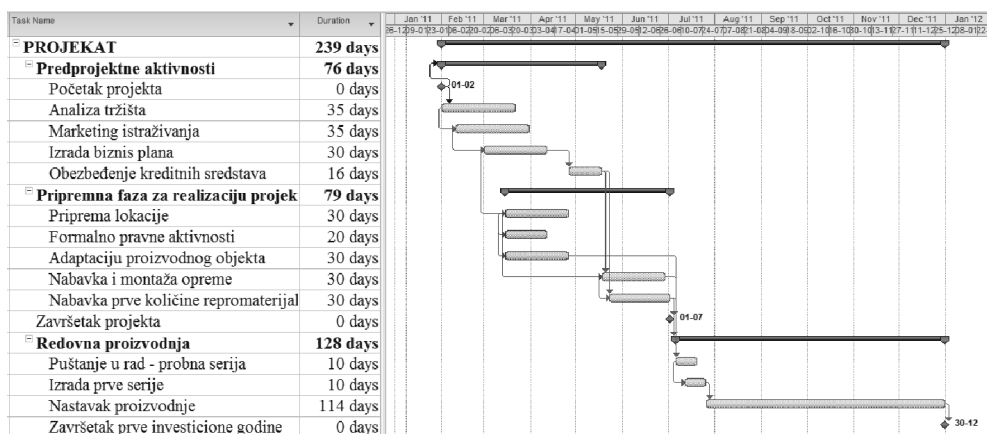 Task Name Duration Jan '11 Feb '11 Mar '11 Apr '11 May '11 Jun '11 Jul '11 Aug '11 Sep '11 Oct '11 Nov '11 Dec '11 Jan '12
PROJEKAT 239 days
Predprojektne aktivnosti 76 days
Početak projekta 0 days 01-02
Analiza tržišta 35 days
Marketing istraživanja 35 days
Izrada biznis plana 30 days
Obezbeđenje kreditnih sredstava 16 days
Pripremna faza za realizaciju projek 79 days
Priprema lokacije 30 days
Formalno pravne aktivnosti 20 days
Adaptaciju proizvodnog objekta 30 days
Nabavka i montaža opreme 30 days
Nabavka prve količine repromaterijal 30 days
Završetak projekta 0 days 01-07
Redovna proizvodnja 128 days
Puštanje u rad - probna serija 10 days
Izrada prve serije 10 days
Nastavak proizvodnje 114 days
Završetak prve investicione godine 0 days 30-12